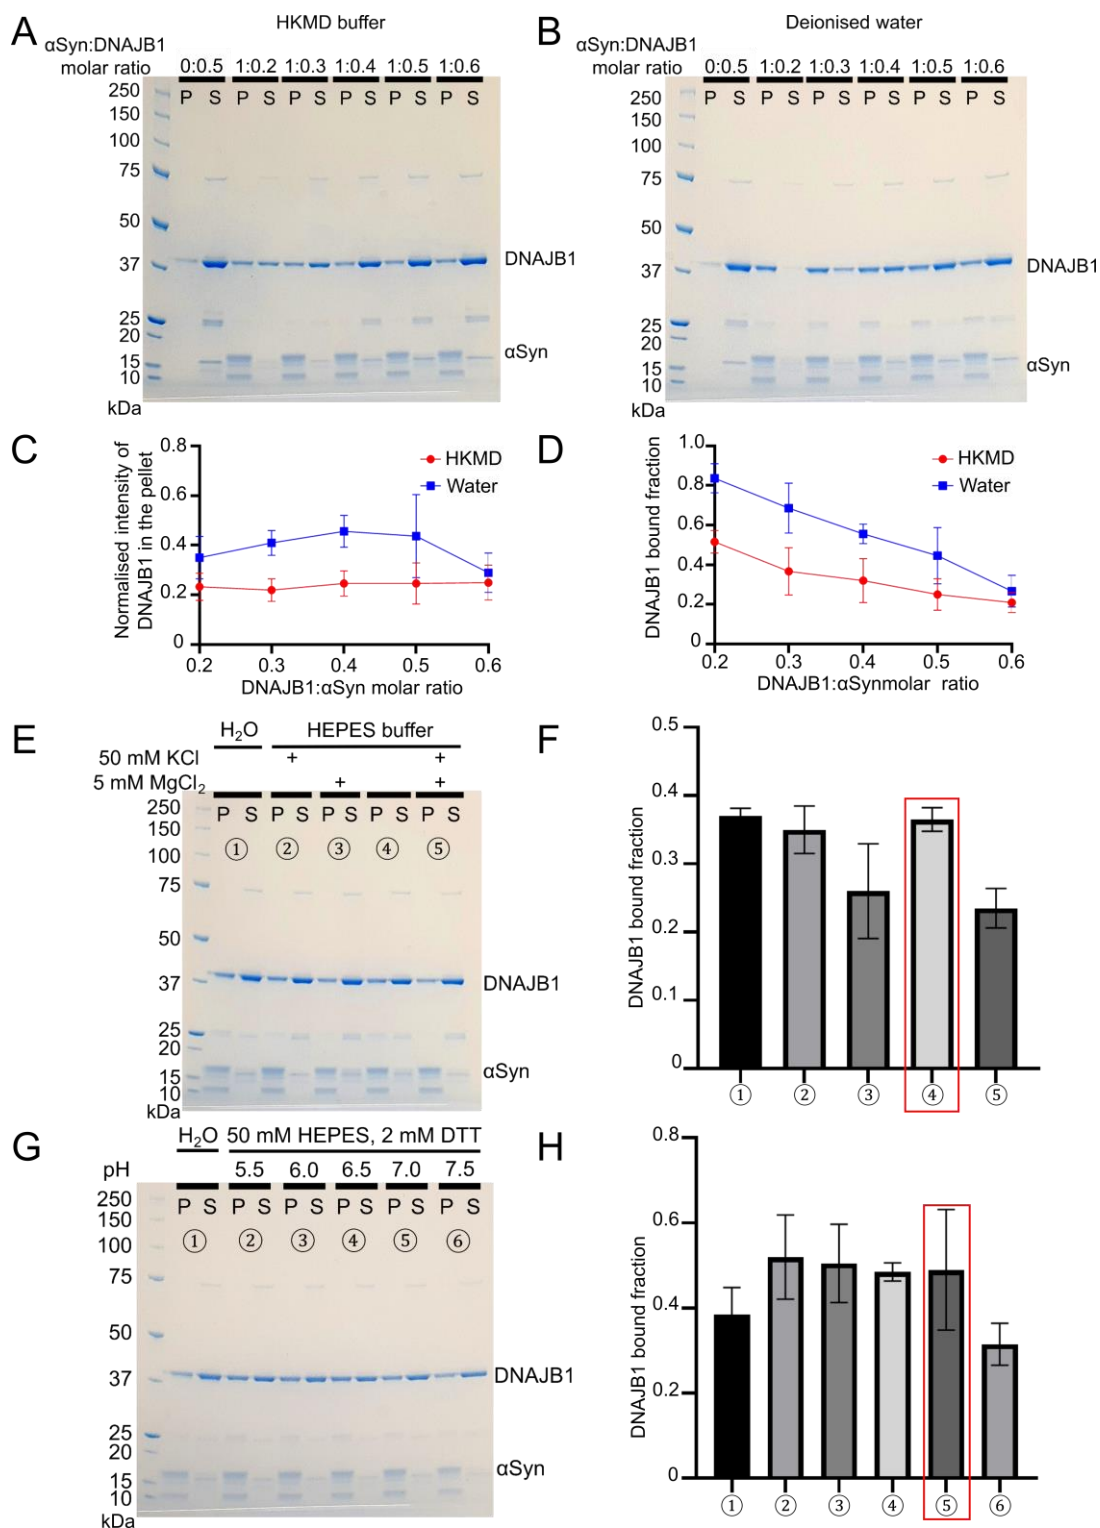 A
HKMD buffer
αSyn:DNAJB1
molar ratio
0:0.5 1:0.2 1:0.3 1:0.4 1:0.5 1:0.6
P S P S P S P S P S P S
250
150
100
75
50
37
25
20
15
10
kDa
DNAJB1
αSyn
B
Deionised water
αSyn:DNAJB1
molar ratio
0:0.5 1:0.2 1:0.3 1:0.4 1:0.5 1:0.6
P S P S P S P S P S P S
250
150
100
75
50
37
25
20
15
10
kDa
DNAJB1
αSyn
C
Normalised intensity of
DNAJB1 in the pellet
0.8
0.6
0.4
0.2
0
HKMD
Water
0.2 0.3 0.4 0.5 0.6
DNAJB1:αSyn molar ratio
D
DNAJB1 bound fraction
1.0
0.8
0.6
0.4
0.2
0
HKMD
Water
0.2 0.3 0.4 0.5 0.6
DNAJB1:αSynmolar ratio
E
H₂O HEPES buffer
50 mM KCl + +
5 mM MgCl₂ + +
P S P S P S P S P S
① ② ③ ④ ⑤
250
150
100
75
50
37
25
20
15
10
kDa
DNAJB1
αSyn
F
DNAJB1 bound fraction
0.5
0.4
0.3
0.2
0.1
0
① ② ③ ④ ⑤
G
H₂O 50 mM HEPES, 2 mM DTT
pH 5.5 6.0 6.5 7.0 7.5
P S P S P S P S P S P S
① ② ③ ④ ⑤ ⑥
250
150
100
75
50
37
25
20
15
10
kDa
DNAJB1
αSyn
H
DNAJB1 bound fraction
0.8
0.6
0.4
0.2
0
① ② ③ ④ ⑤ ⑥